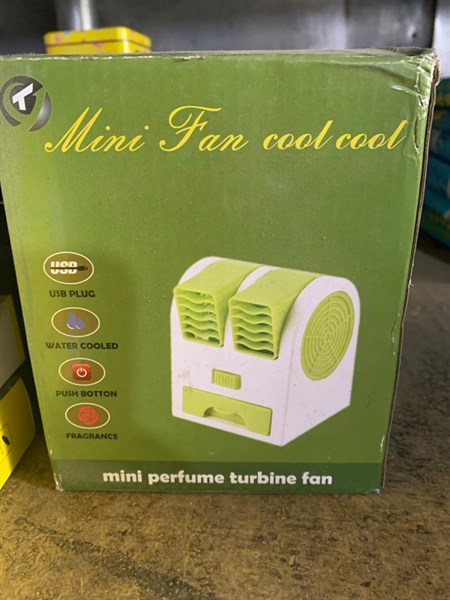 Mini Fan cool cool
USB
USB PLUG
WATER COOLED
PUSH BOTTON
FRAGRANCE
mini perfume turbine fan